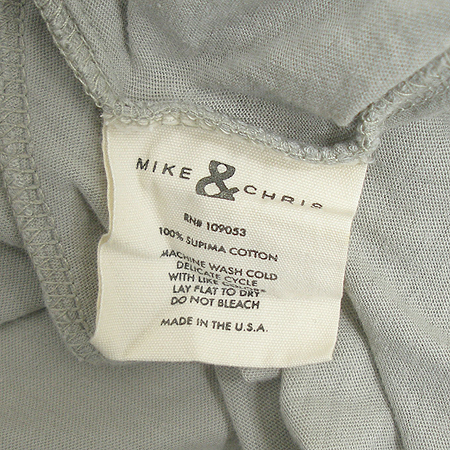 MIKE & CHRIS
RN# 109053
100% SUPIMA COTTON
MACHINE WASH COLD
DELICATE CYCLE
WITH LIKE COLORS
LAY FLAT TO DRY
DO NOT BLEACH
MADE IN THE U.S.A.